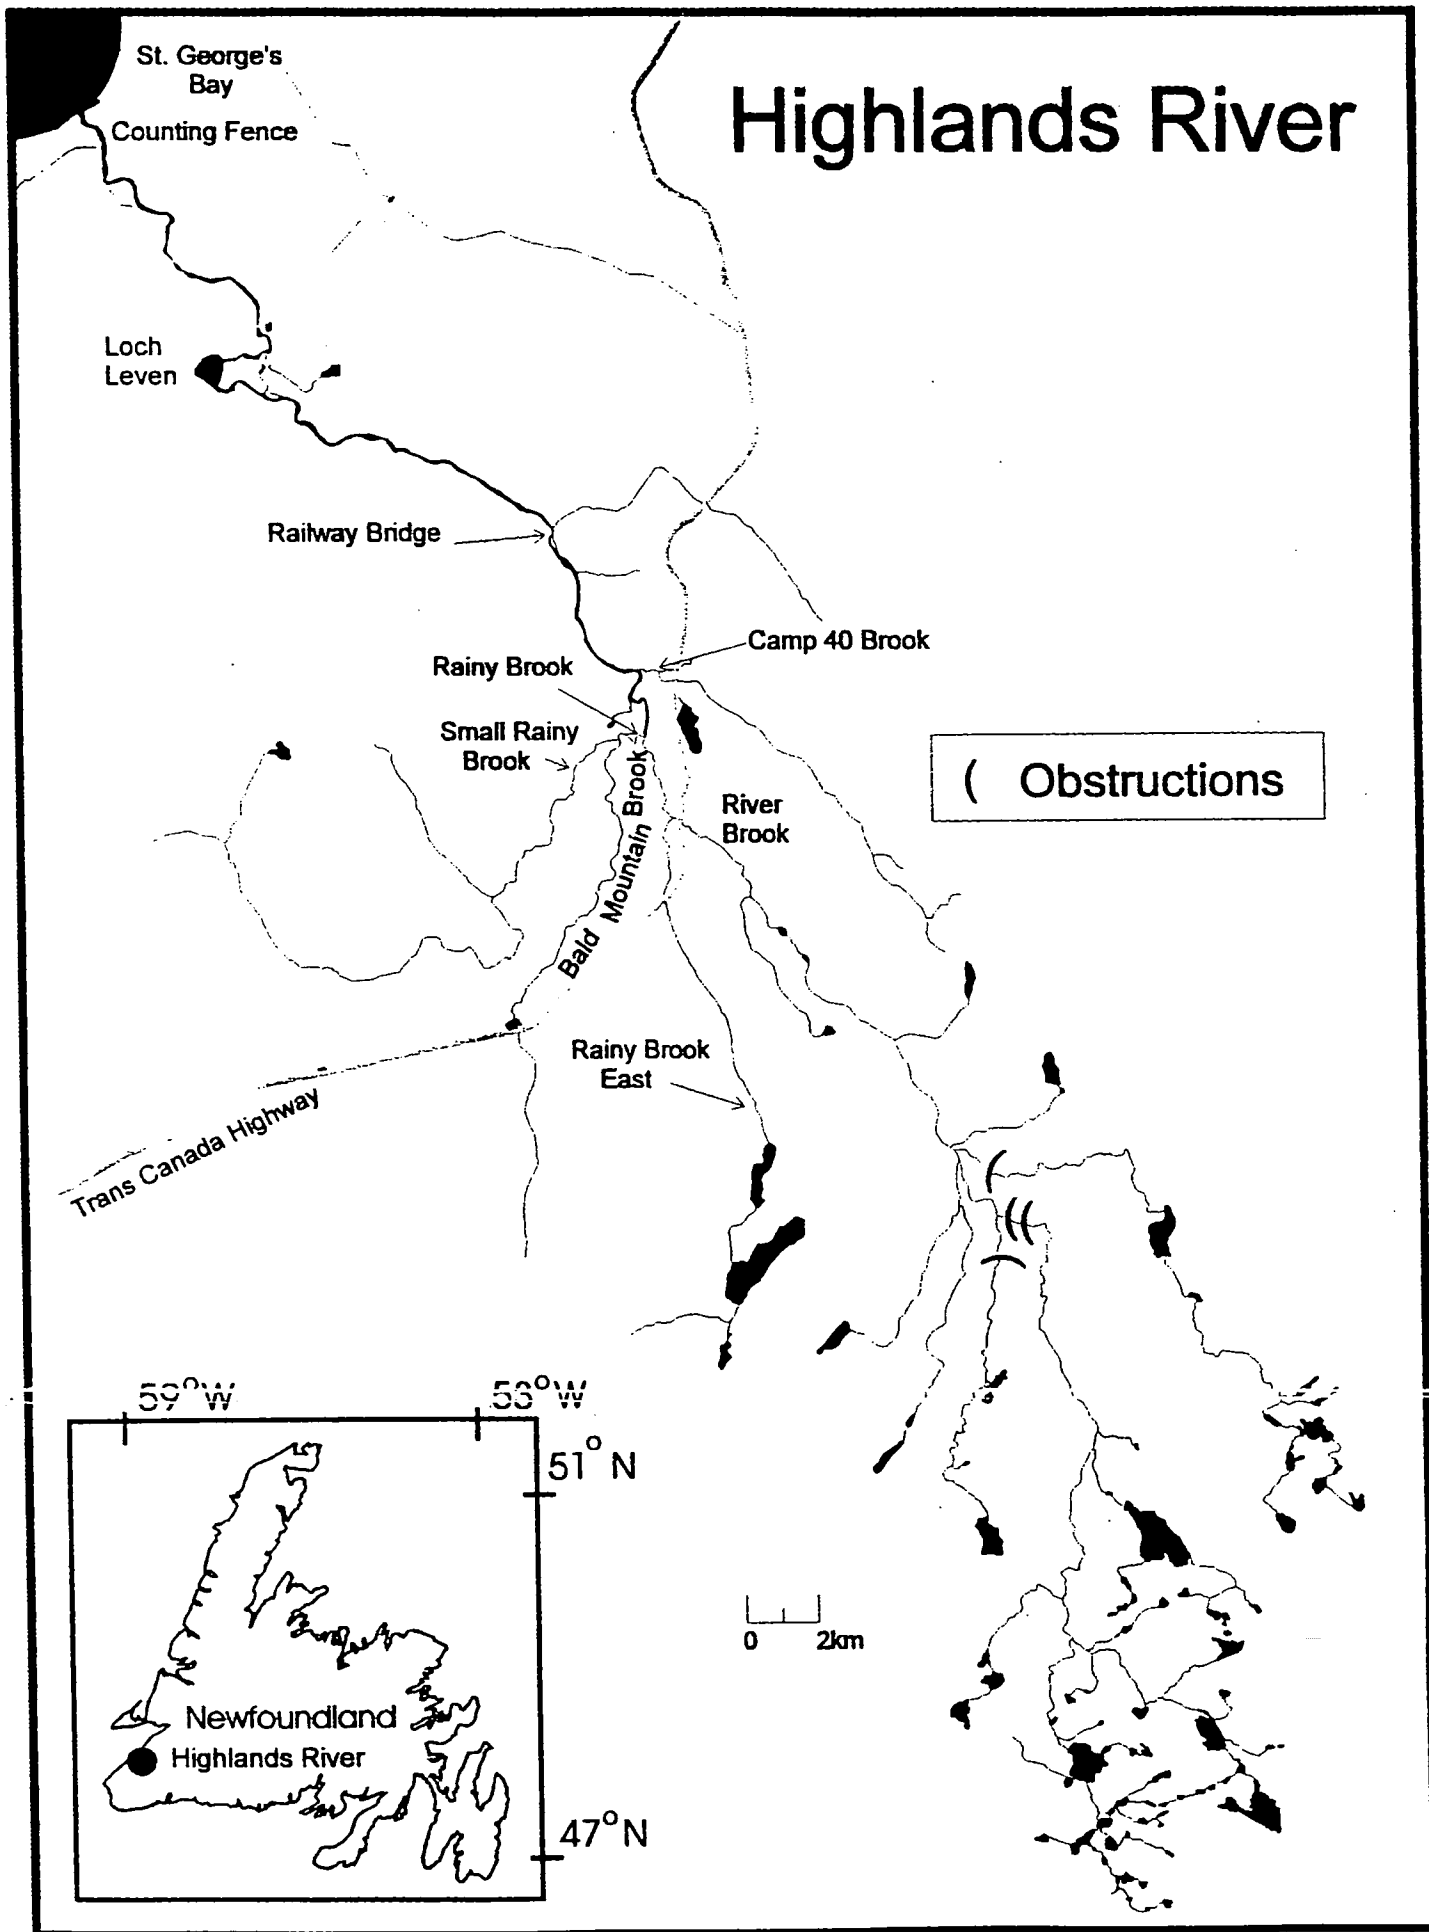 St. George's
Bay
Highlands River
Counting Fence
Loch
Leven
Railway Bridge
Camp 40 Brook
Rainy Brook
Small Rainy
Brook
( Obstructions
River
Brook
Bald Mountain Brook
Rainy Brook
East
Trans Canada Highway
59°W
53°W
51°N
0 2km
Newfoundland
Highlands River
47°N